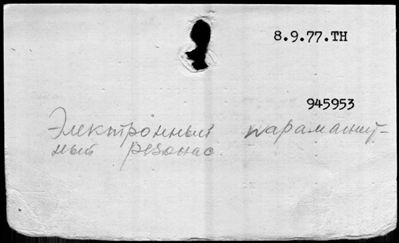 8.9.77.TH
945953
Электронный парамагнит-
ный резонас.